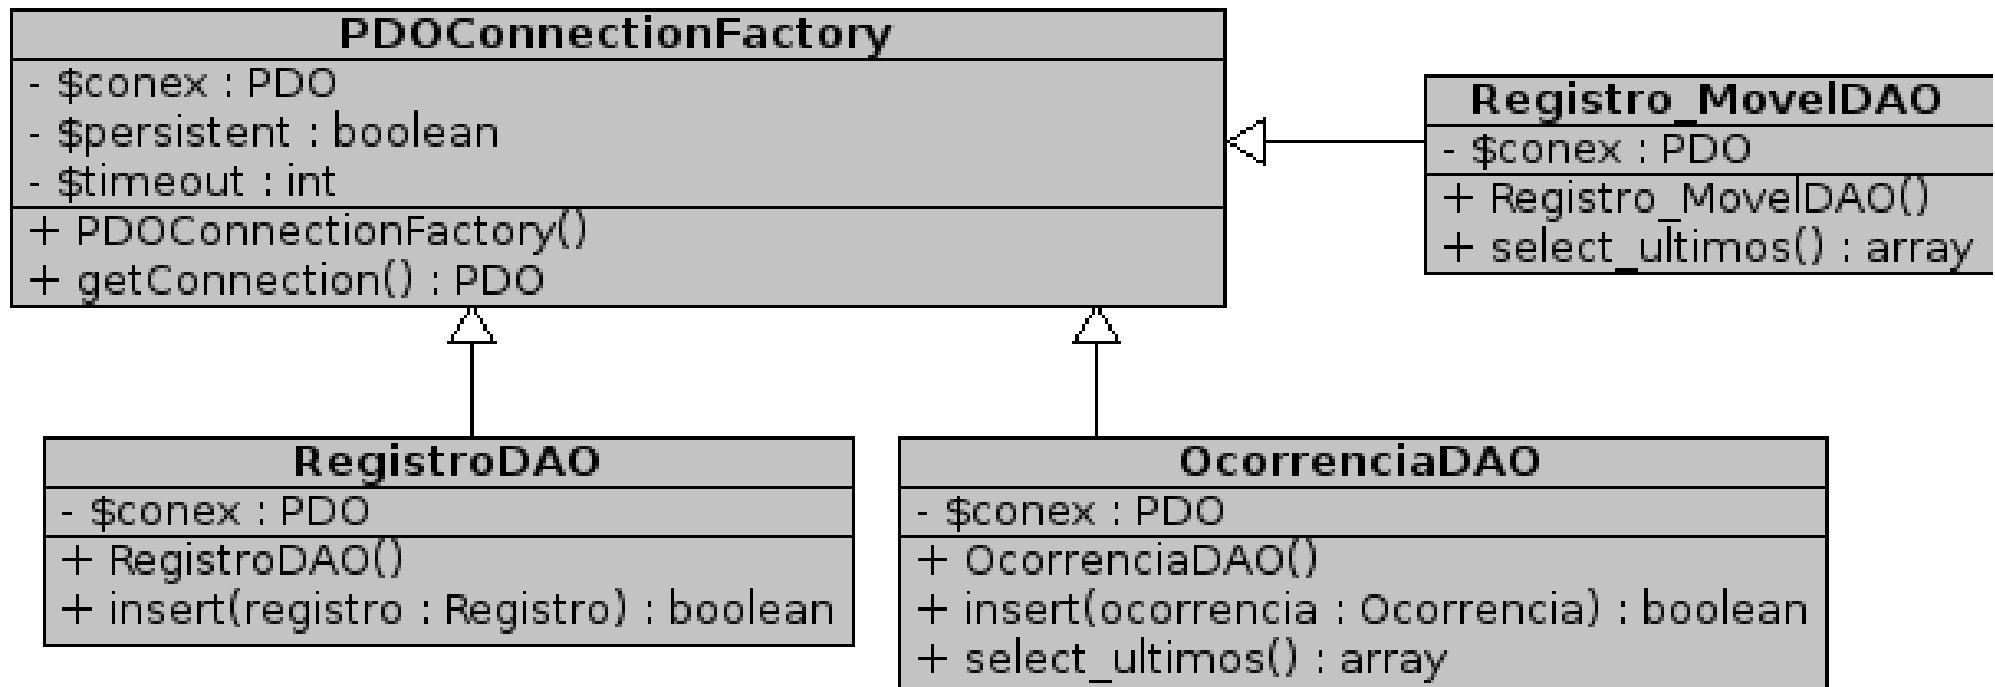 PDOConnectionFactory
- $conex : PDO
- $persistent : boolean
- $timeout : int
+ PDOConnectionFactory()
+ getConnection() : PDO
Registro_MovelDAO
- $conex : PDO
+ Registro_MovelDAO()
+ select_ultimos() : array
RegistroDAO
- $conex : PDO
+ RegistroDAO()
+ insert(registro : Registro) : boolean
OcorrenciaDAO
- $conex : PDO
+ OcorrenciaDAO()
+ insert(ocorrencia : Ocorrencia) : boolean
+ select_ultimos() : array